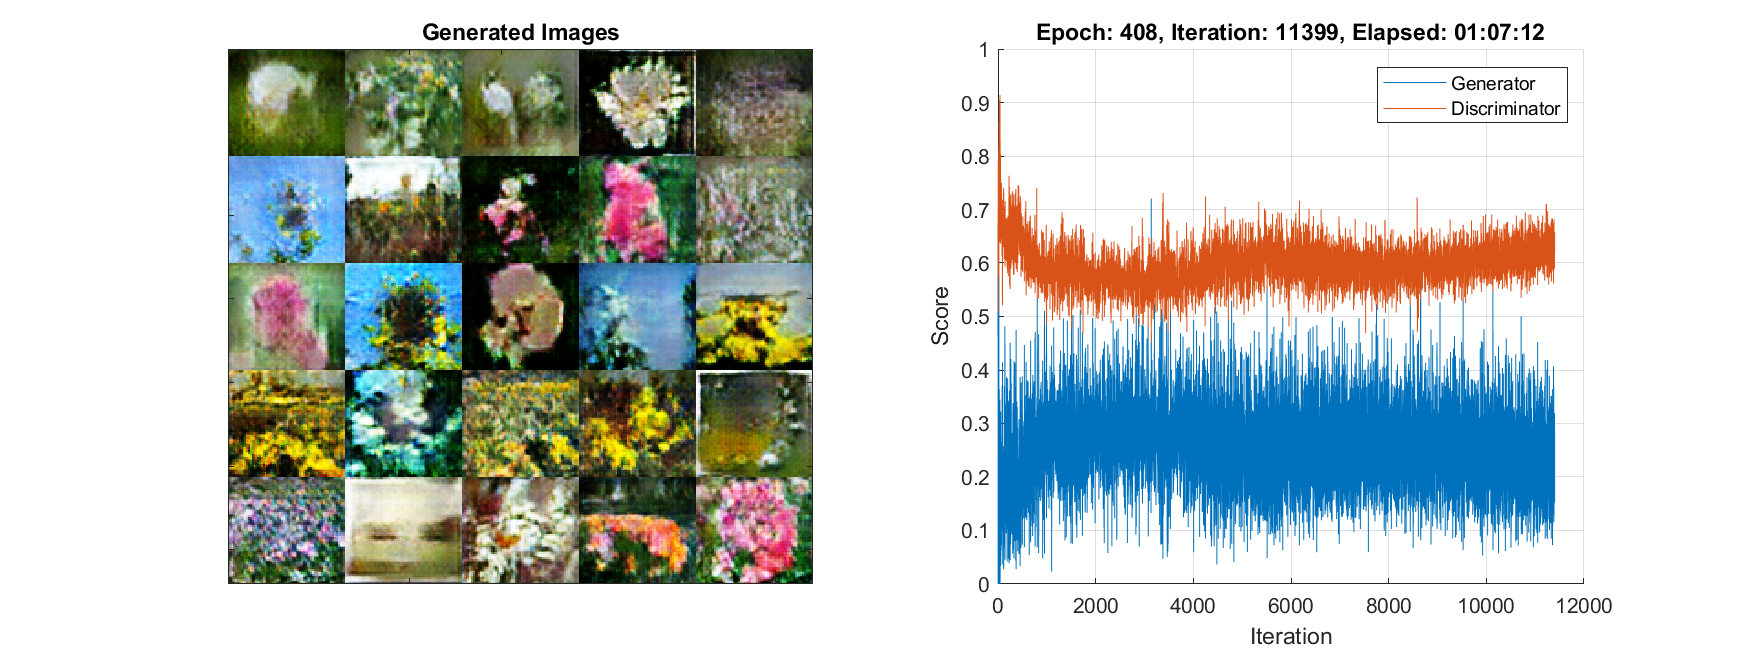 Generated Images
Epoch: 408, Iteration: 11399, Elapsed: 01:07:12
1
0.9
0.8
0.7
0.6
0.5
0.4
0.3
0.2
0.1
0
Score
Generator
Discriminator
0 2000 4000 6000 8000 10000 12000
Iteration